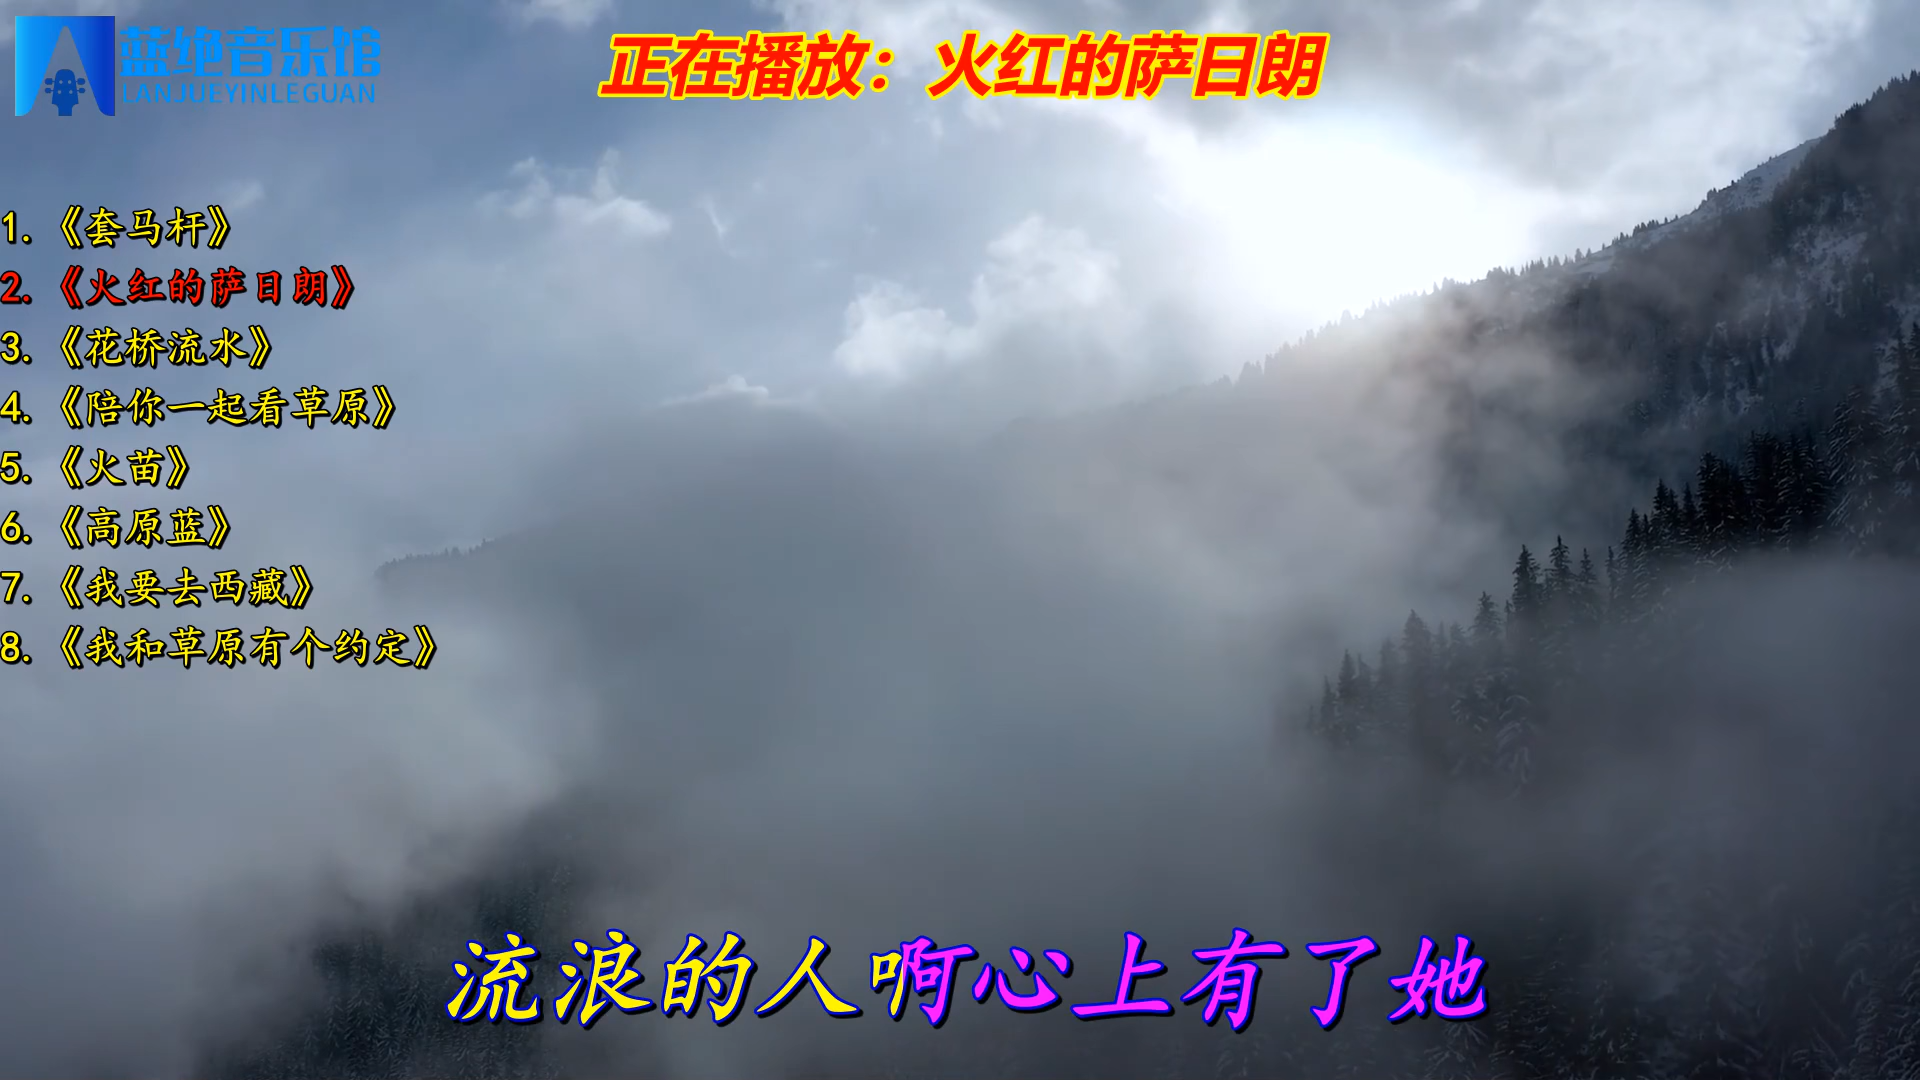 蓝绝音乐馆
LANJUEYINLEGUAN
正在播放：火红的萨日朗
1.《套马杆》
2.《火红的萨日朗》
3.《花桥流水》
4.《陪你一起看草原》
5.《火苗》
6.《高原蓝》
7.《我要去西藏》
8.《我和草原有个约定》
流浪的人啊心上有了她